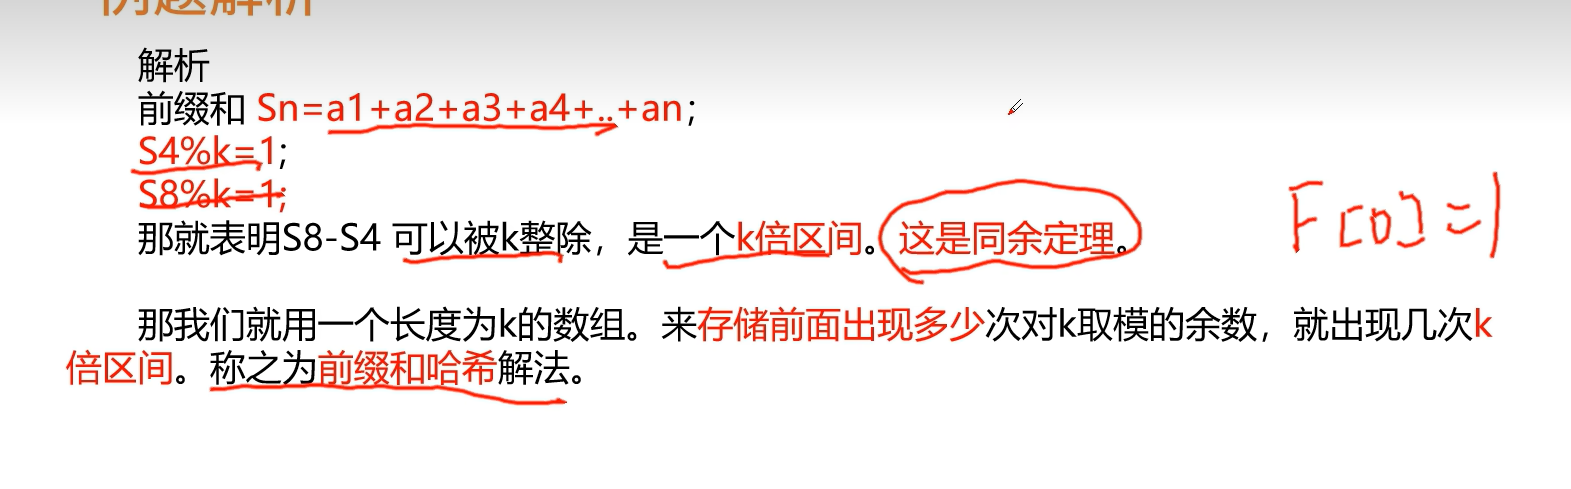 例题解析
解析
前缀和 Sn=a1+a2+a3+a4+..+an;
S4%k=1;
S8%k=1;
那就表明S8-S4 可以被k整除，是一个k倍区间。这是同余定理。
F[0]=1
那我们就用一个长度为k的数组。来存储前面出现多少次对k取模的余数，就出现几次k
倍区间。称之为前缀和哈希解法。